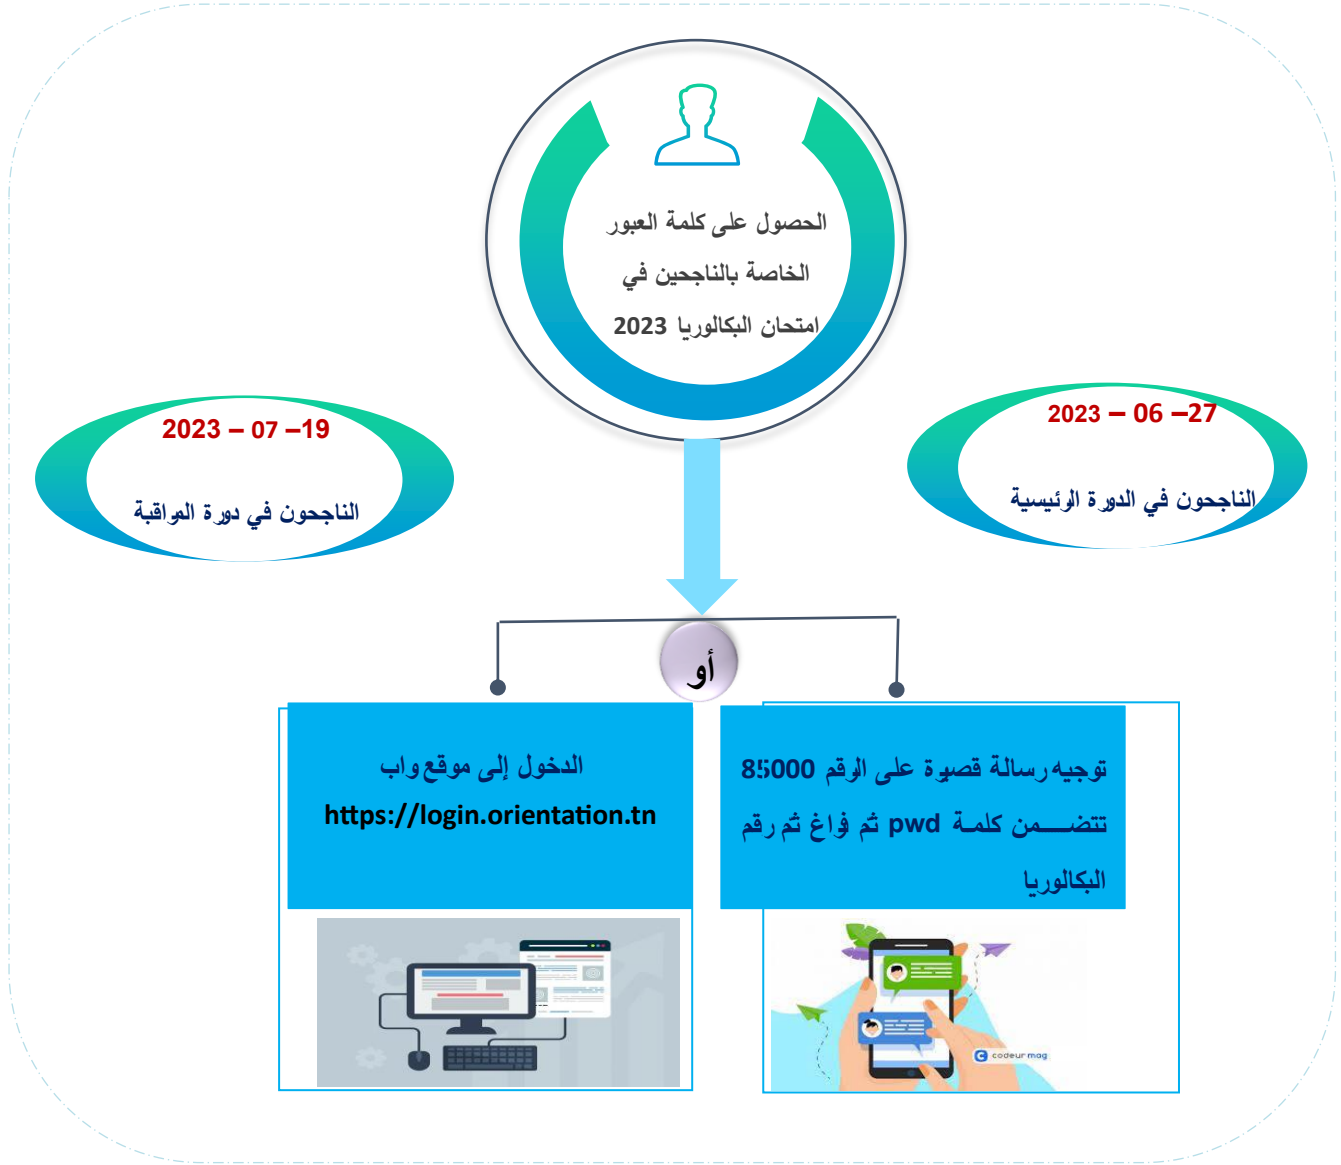 الحصول على كلمة العبور
الخاصة بالناجحين في
امتحان البكالوريا 2023
27– 06 – 2023
الناجحون في الدورة الرئيسية
19– 07 – 2023
الناجحون في دورة المراقبة
أو
توجيه رسالة قصيرة على الرقم 85000
تتضـــــمن كلمـة pwd ثم فراغ ثم رقم
البكالوريا
الدخول إلى موقع واب
https://login.orientation.tn
codeur mag